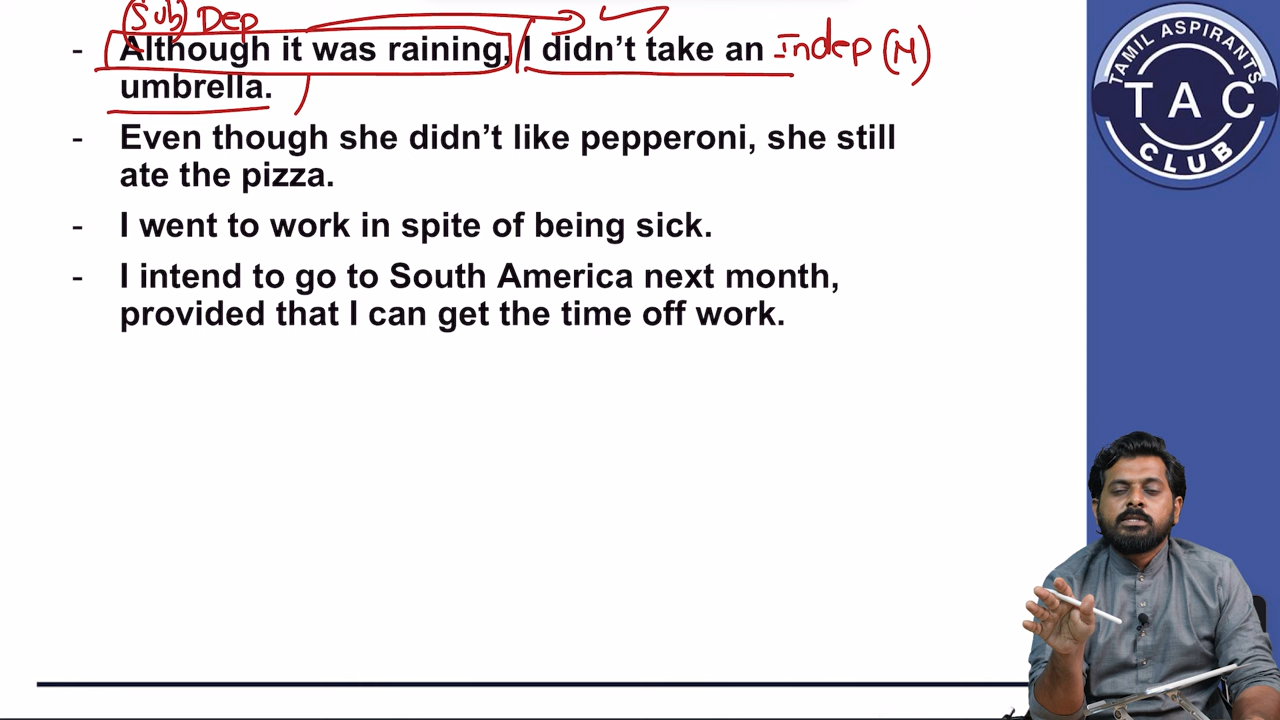 (Sub) Dep
- Although it was raining, I didn't take an Indep (M)
umbrella.
- Even though she didn't like pepperoni, she still
ate the pizza.
- I went to work in spite of being sick.
- I intend to go to South America next month,
provided that I can get the time off work.
TAMIL ASPIRANTS
TAC
CLUB